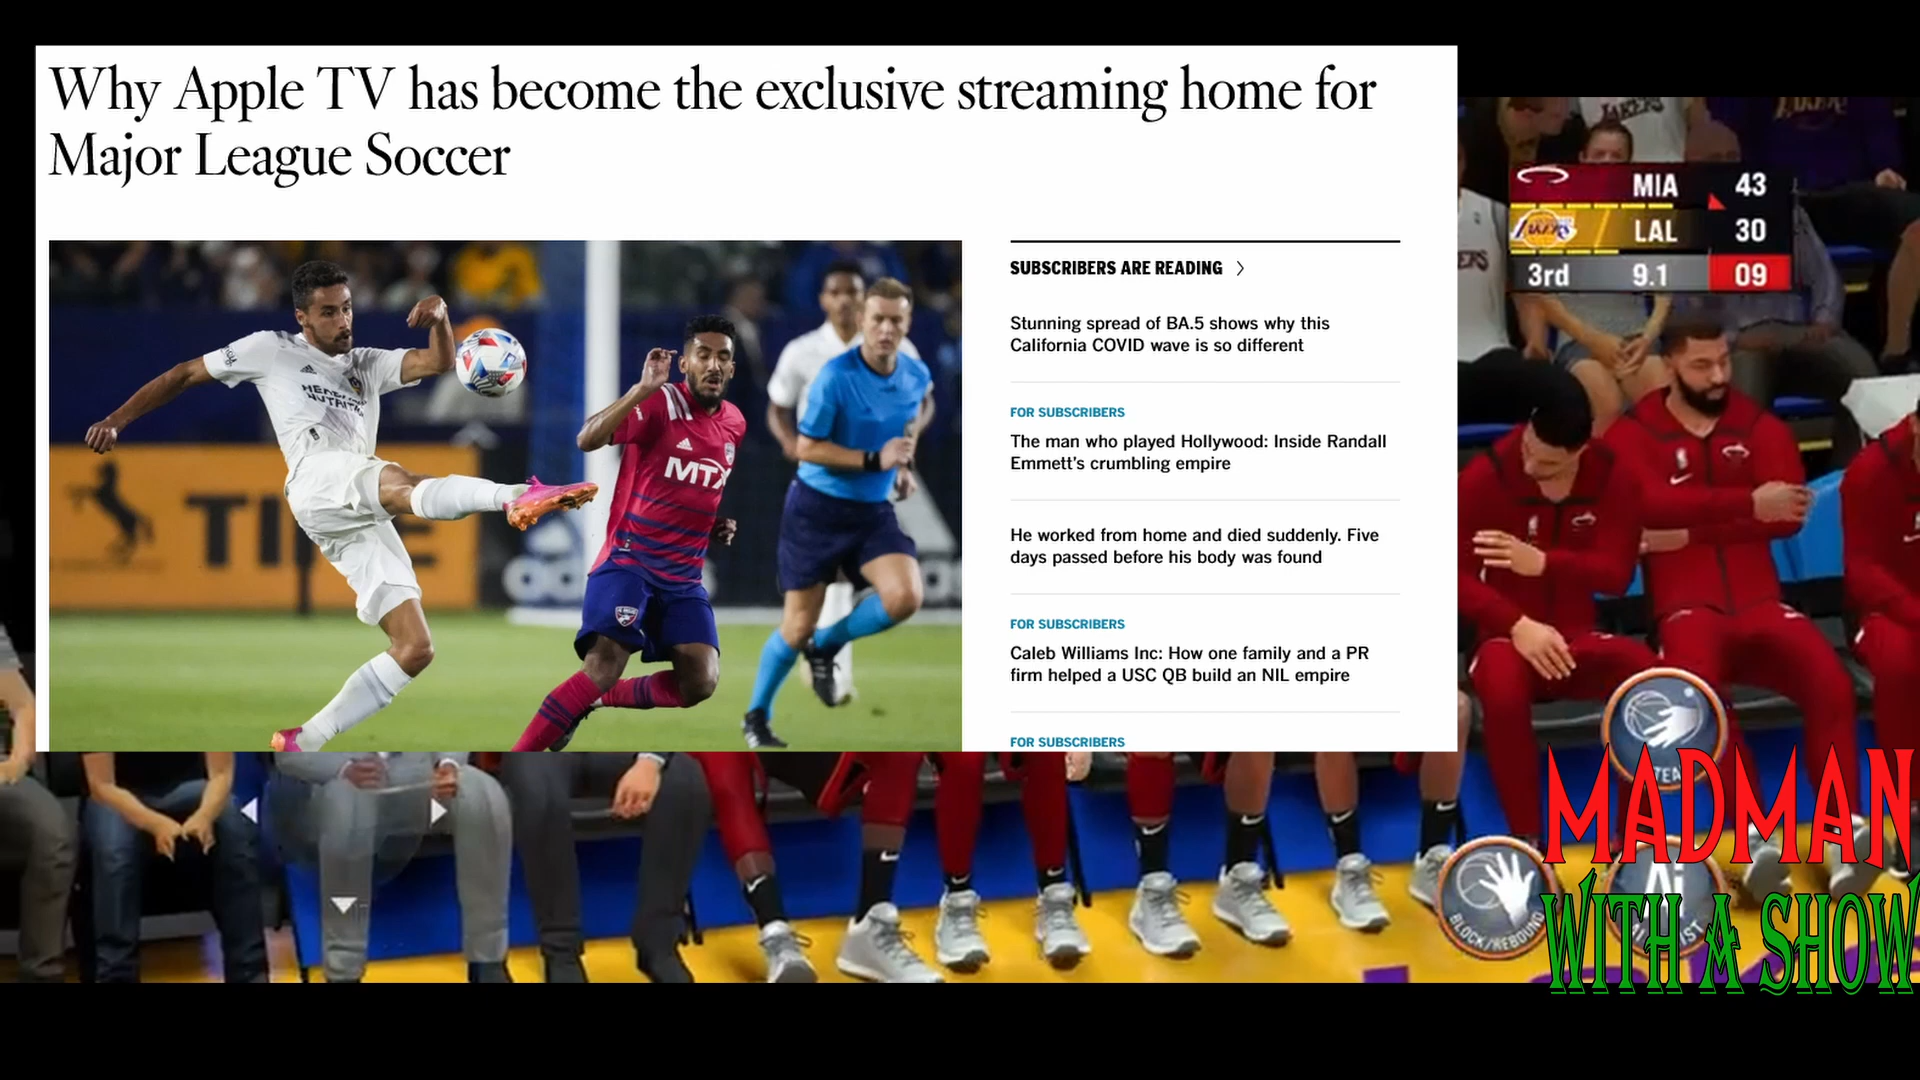 Why Apple TV has become the exclusive streaming home for
Major League Soccer
SUBSCRIBERS ARE READING
Stunning spread of BA.5 shows why this
California COVID wave is so different
FOR SUBSCRIBERS
The man who played Hollywood: Inside Randall
Emmett's crumbling empire
He worked from home and died suddenly. Five
days passed before his body was found
FOR SUBSCRIBERS
Caleb Williams Inc: How one family and a PR
firm helped a USC QB build an NIL empire
FOR SUBSCRIBERS
MTX
adidas
MIA 43
LAKERS LAL 30
3rd 9.1 09
BLOCK/REBOUND
MADMAN
WITH A SHOW